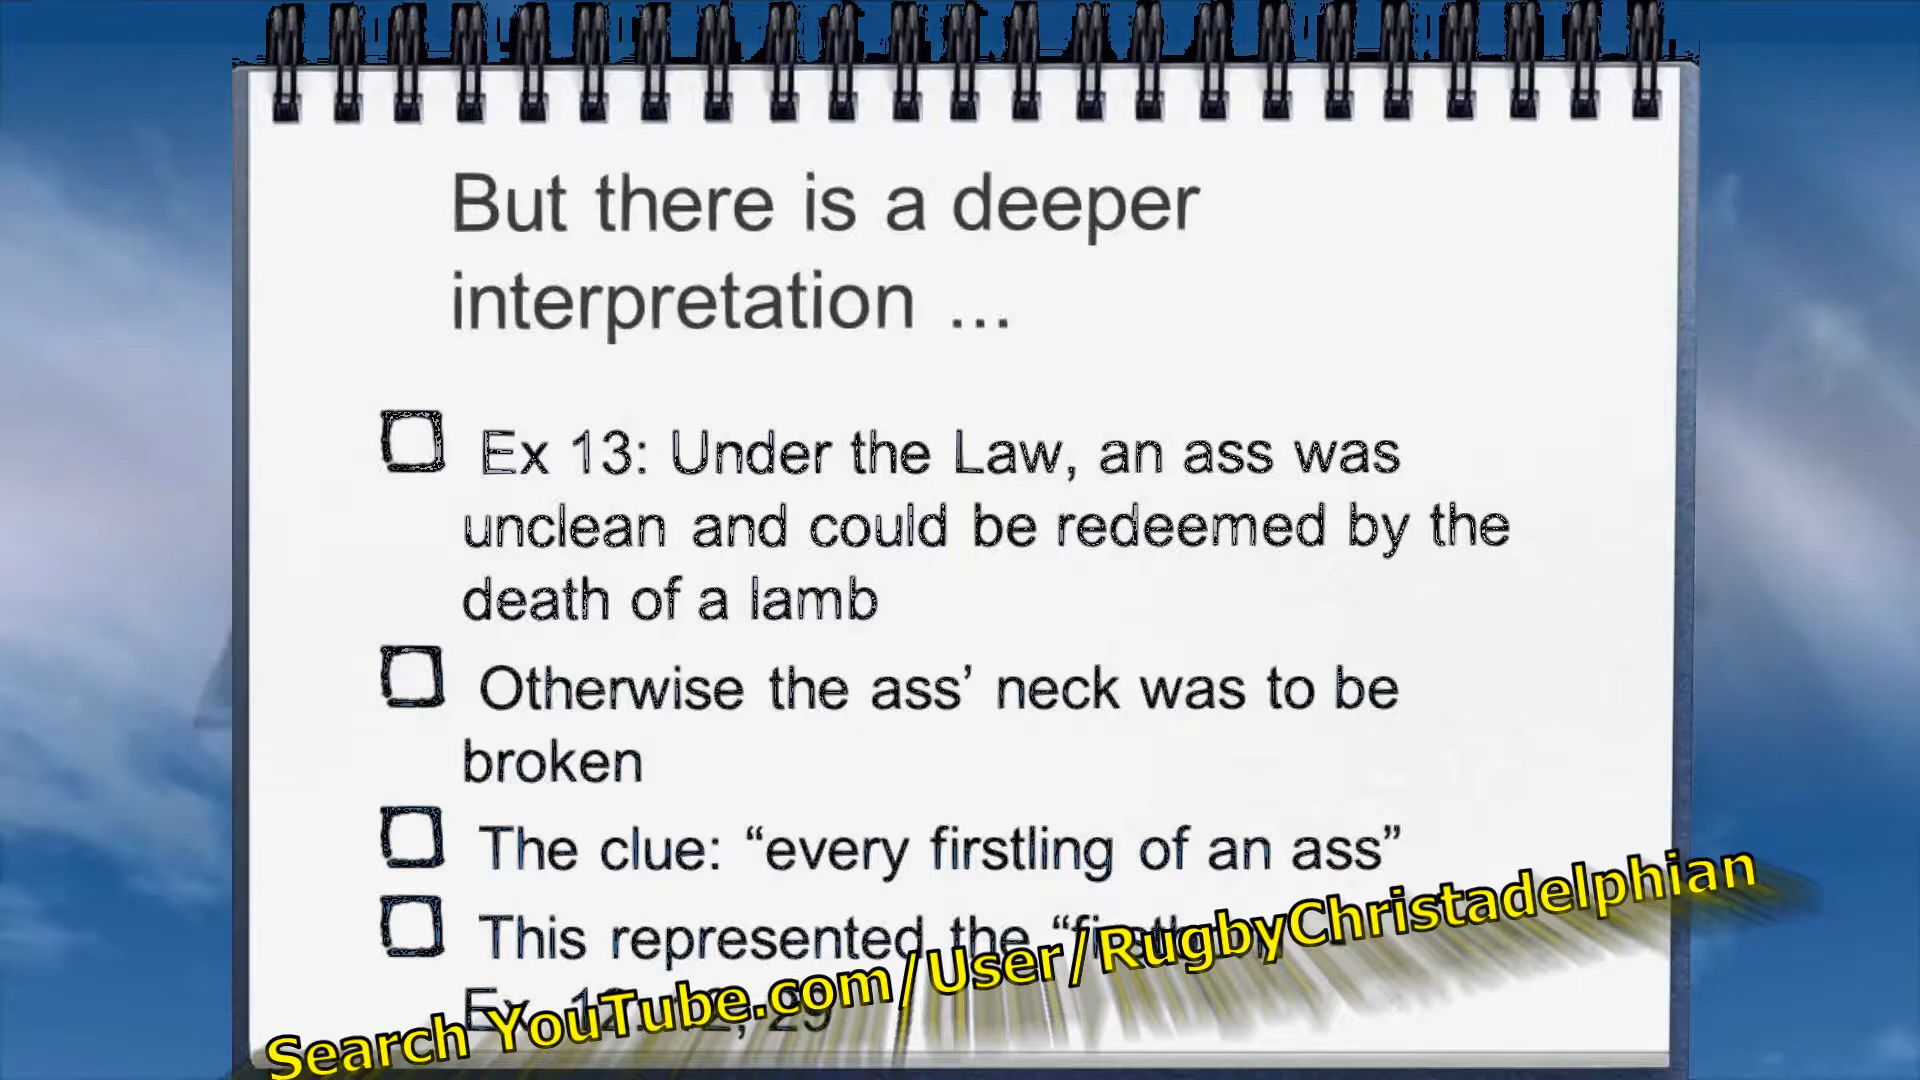 But there is a deeper
interpretation ...
Ex 13: Under the Law, an ass was
unclean and could be redeemed by the
death of a lamb
Otherwise the ass’ neck was to be
broken
The clue: “every firstling of an ass”
This represented the
Ex 29
Search YouTube.com/User/RugbyChristadelphian